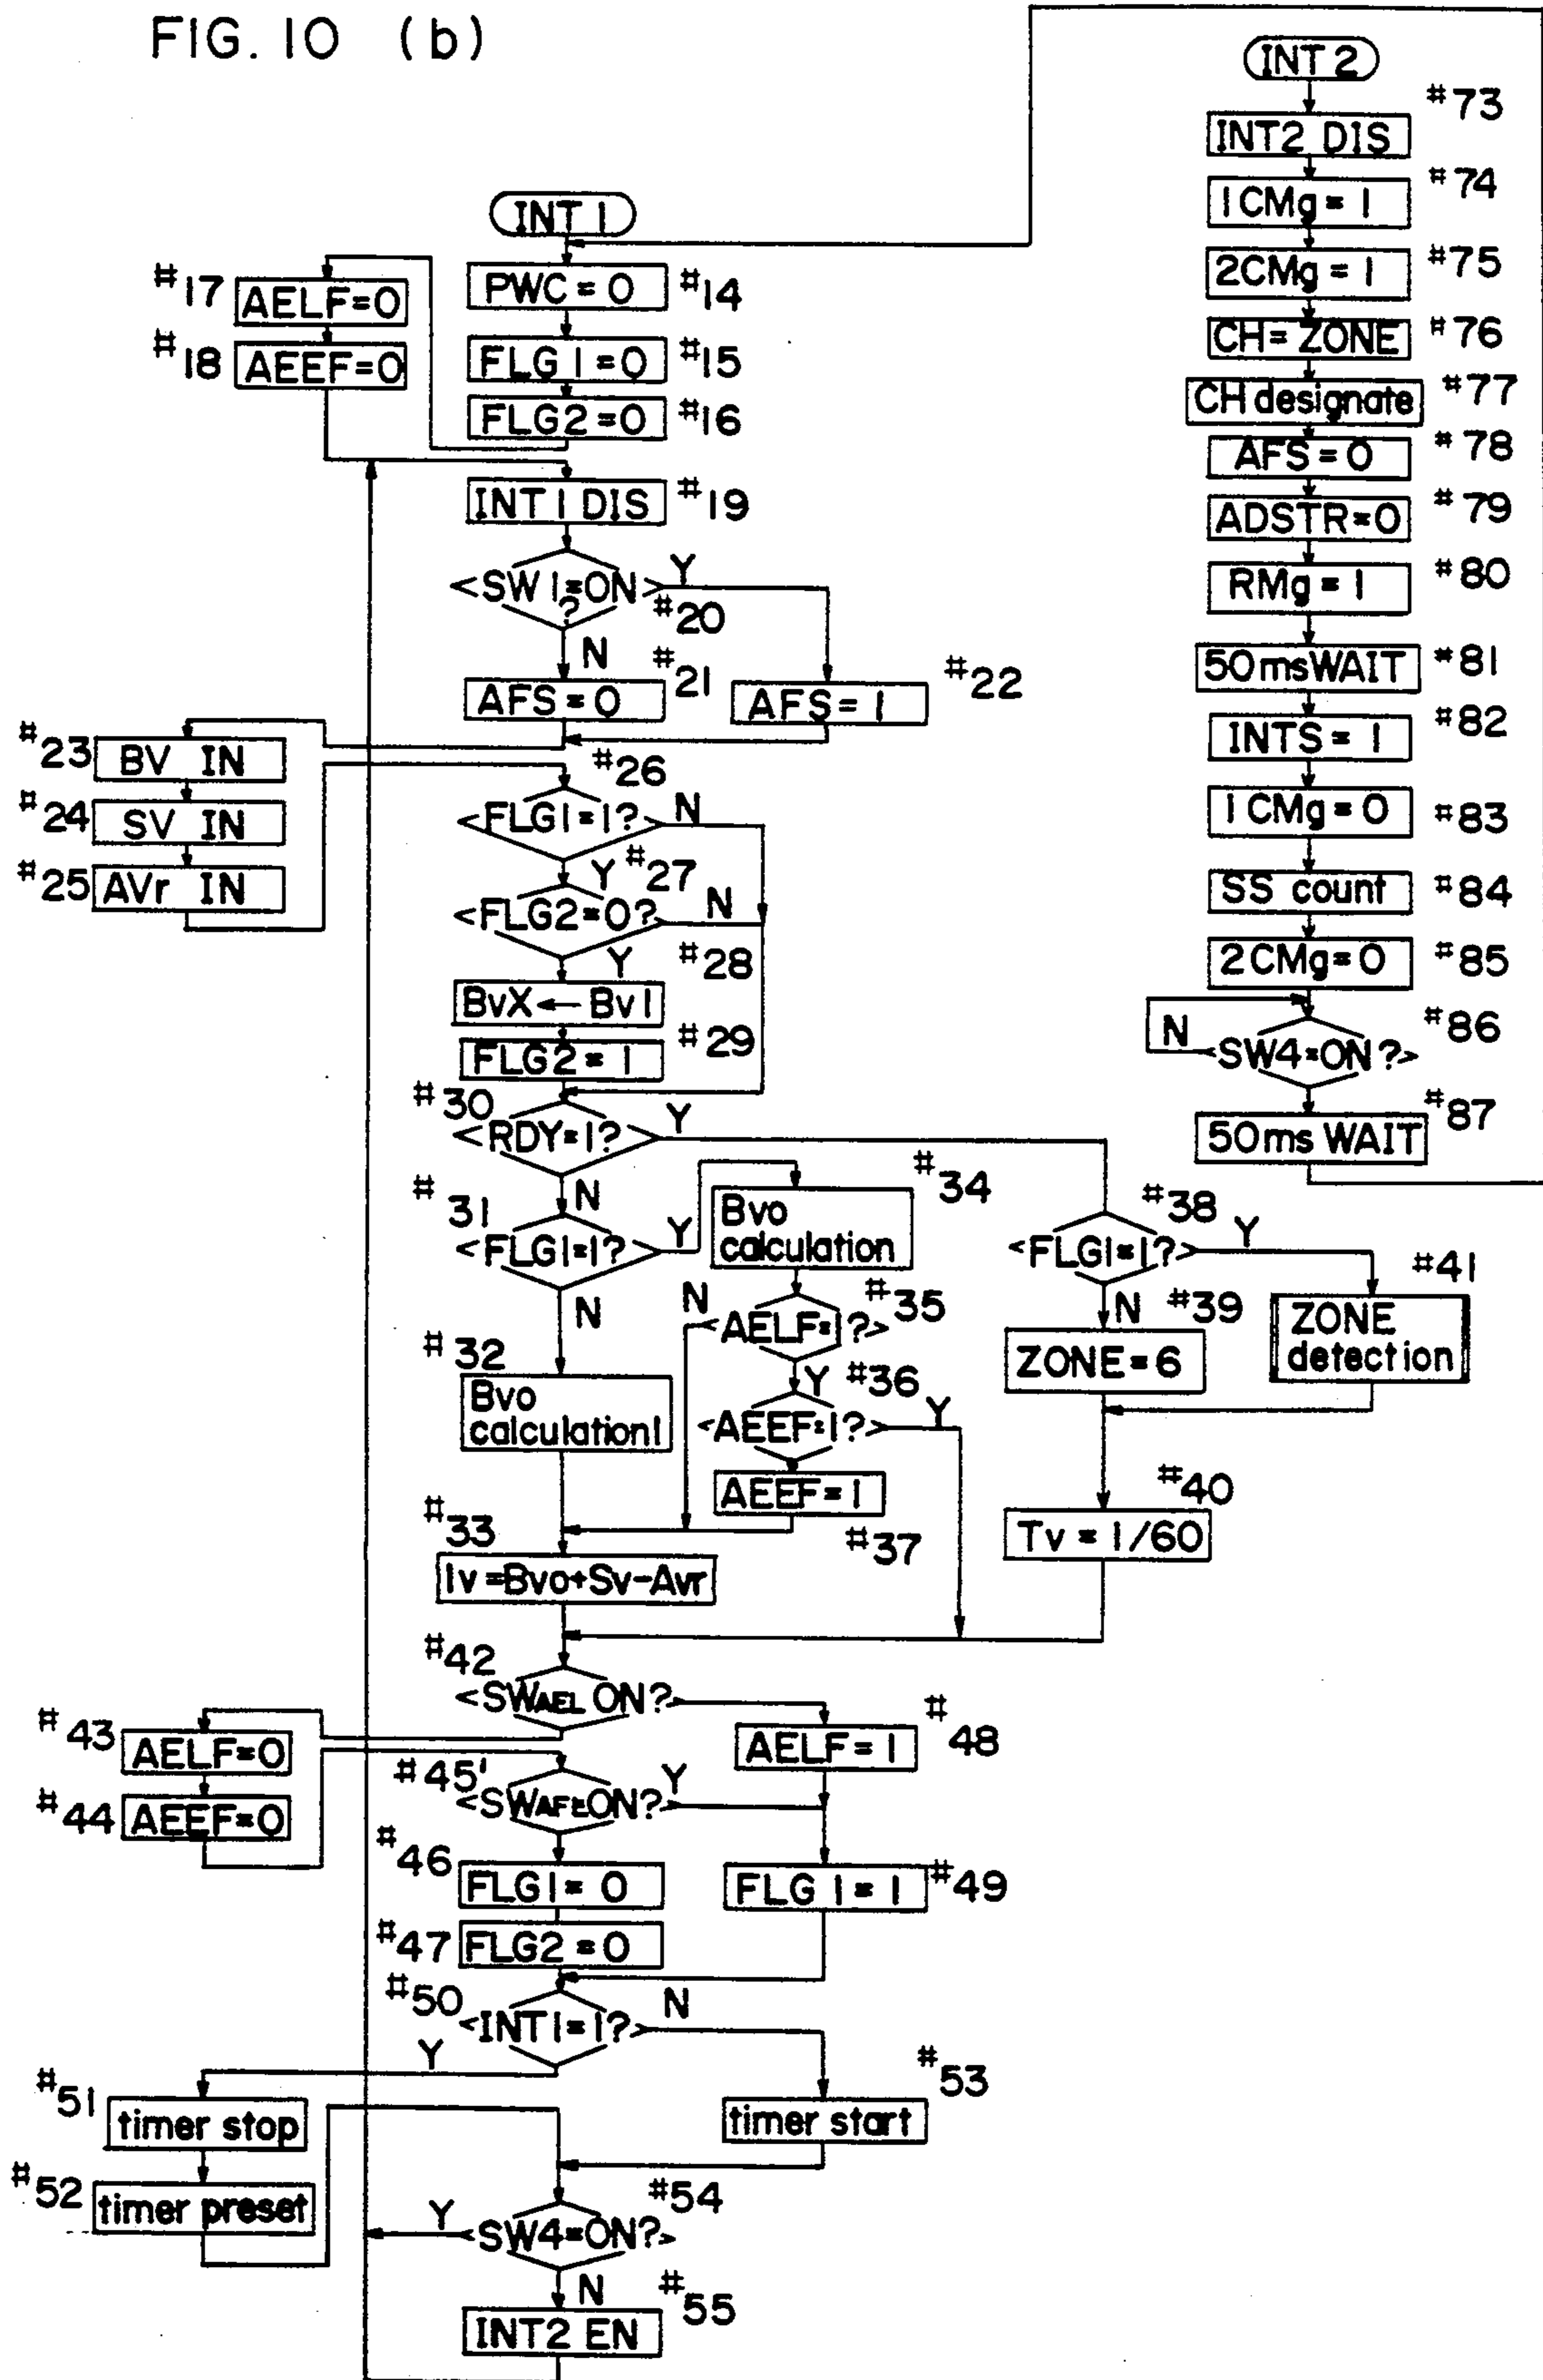 FIG. 10 (b)
INT 1
PWC = 0 #14
FLG 1 = 0 #15
FLG2 = 0 #16
#17 AELF=0
#18 AEEF=0
INT 1 DIS #19
SW 1=ON ? Y
#20
N
AFS = 0 #21
AFS = 1 #22
#23 BV IN
#24 SV IN
#25 AVr IN
#26
FLG1=1? N
Y #27
FLG2=0? N
Y #28
BvX ← Bv1
FLG2 = 1 #29
#30
RDY=1? Y
N
#31
FLG1=1? Y
N
#32
Bvo
calculation1
#34
Bvo
calculation
N #35
AELF=1?
Y #36
AEEF=1? Y
AEEF=1
#37
#38
FLG1=1? Y
N #39
ZONE=6
#41
ZONE
detection
#40
Tv = 1/60
#33
Iv=Bvo+Sv-Avr
#42
SWAEL ON?
#43 AELF=0
#44 AEEF=0
AELF = 1 #48
#45'
SWAFL=ON? Y
#46
FLG1= 0
#47 FLG2 = 0
FLG 1 = 1 #49
#50
INT1=1? N
Y
#51 timer stop
#52 timer preset
#53
timer start
#54
SW4=ON? Y
N #55
INT2 EN
INT 2
#73
INT2 DIS
1CMg= 1 #74
2CMg = 1 #75
CH= ZONE #76
CH designate #77
AFS = 0 #78
ADSTR=0 #79
RMg = 1 #80
50msWAIT #81
INTS = 1 #82
1CMg=0 #83
SS count #84
2CMg=0 #85
N #86
SW4=ON?
50ms WAIT #87